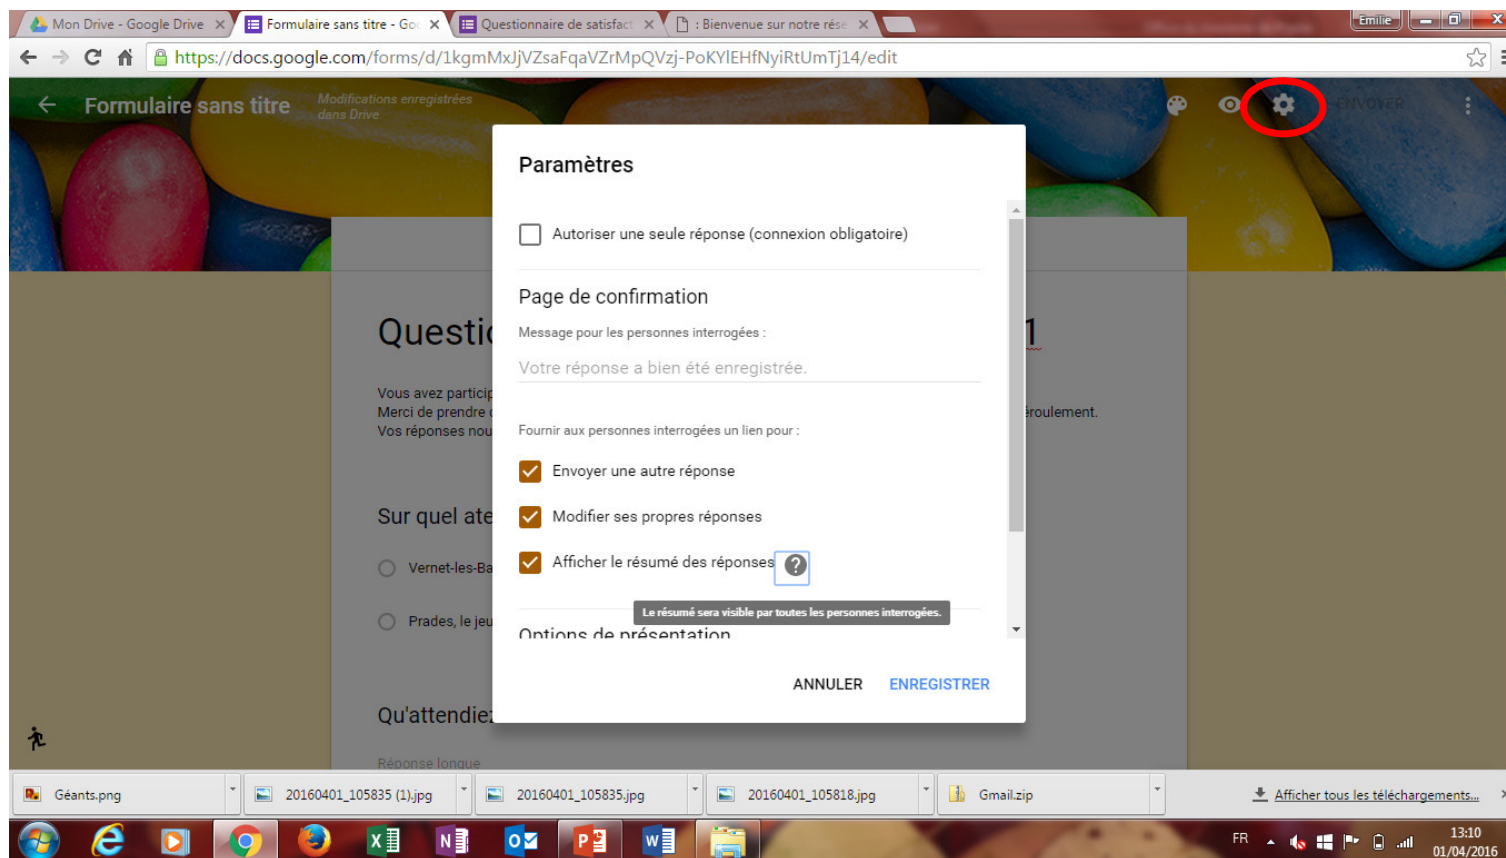 Mon Drive - Google Drive
Formulaire sans titre - Goo
Questionnaire de satisfact
: Bienvenue sur notre rése
Emilie
https://docs.google.com/forms/d/1kgmMxJjVZsaFqaVZrMpQVzj-PoKYlEHfNyiRtUmTj14/edit
Formulaire sans titre
Modifications enregistrées
dans Drive
ENVOYER
Paramètres
Autoriser une seule réponse (connexion obligatoire)
Page de confirmation
Message pour les personnes interrogées :
Questi
1
Votre réponse a bien été enregistrée.
Vous avez particip
Merci de prendre
éroulement.
Vos réponses nou
Fournir aux personnes interrogées un lien pour :
Envoyer une autre réponse
Sur quel ate
Modifier ses propres réponses
Vernet-les-Ba
Afficher le résumé des réponses
?
Le résumé sera visible par toutes les personnes interrogées.
Prades, le jeu
Options de présentation
ANNULER
ENREGISTRER
Qu'attendiez
Réponse longue
Géants.png
20160401_105835 (1).jpg
20160401_105835.jpg
20160401_105818.jpg
Gmail.zip
Afficher tous les téléchargements...
FR
13:10
01/04/2016